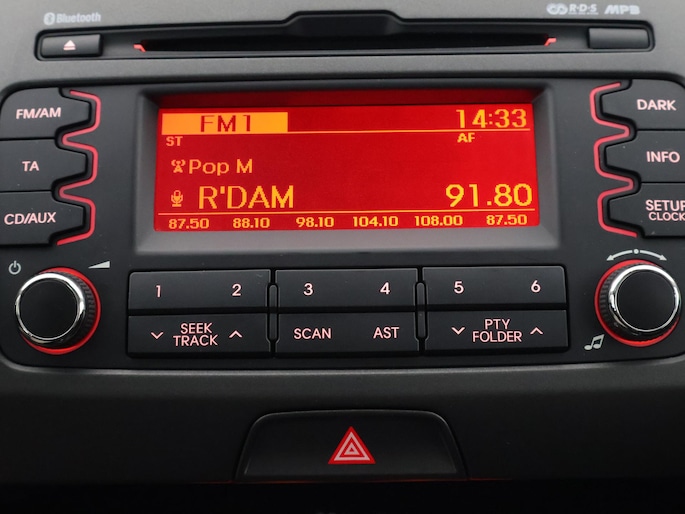 Bluetooth
R·D·S MP3
FM/AM
TA
CD/AUX
FM1 14:33
ST AF
Pop M
R'DAM 91.80
87.50 88.10 98.10 104.10 108.00 87.50
DARK
INFO
SETUP
CLOCK
1 2 3 4 5 6
SEEK
TRACK
SCAN
AST
PTY
FOLDER